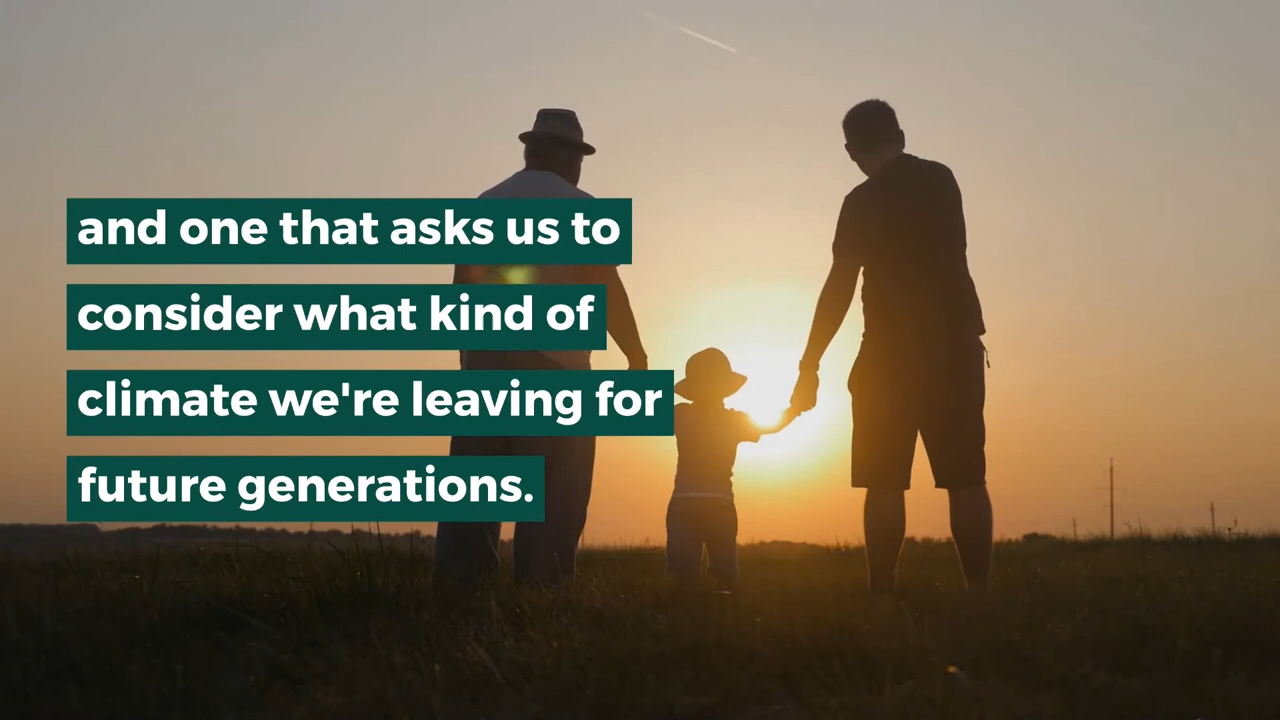 and one that asks us to
consider what kind of
climate we're leaving for
future generations.